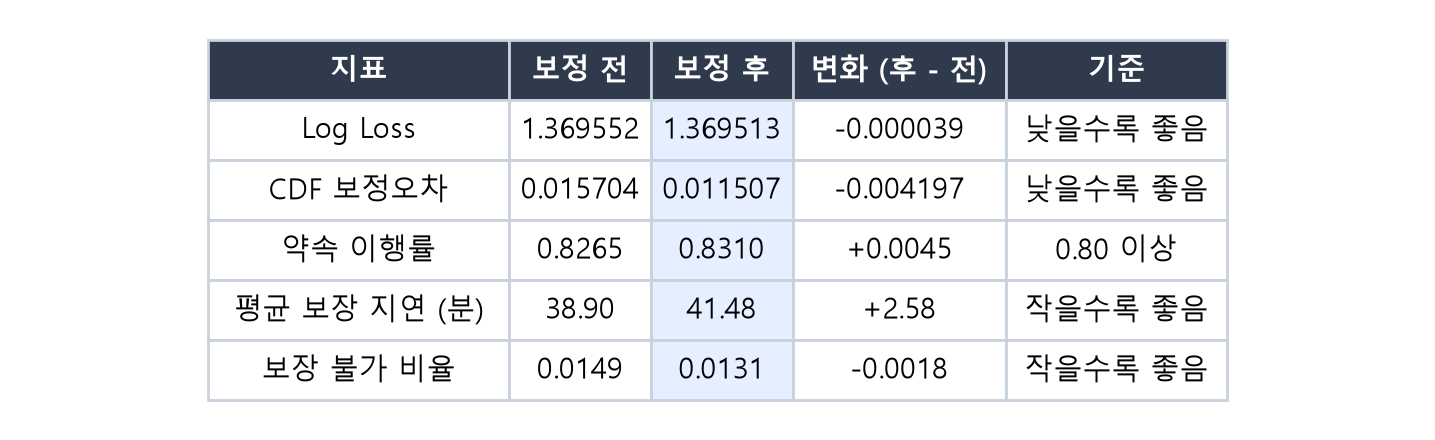 지표 보정 전 보정 후 변화 (후 - 전) 기준
Log Loss 1.369552 1.369513 -0.000039 낮을수록 좋음
CDF 보정오차 0.015704 0.011507 -0.004197 낮을수록 좋음
약속 이행률 0.8265 0.8310 +0.0045 0.80 이상
평균 보장 지연 (분) 38.90 41.48 +2.58 작을수록 좋음
보장 불가 비율 0.0149 0.0131 -0.0018 작을수록 좋음